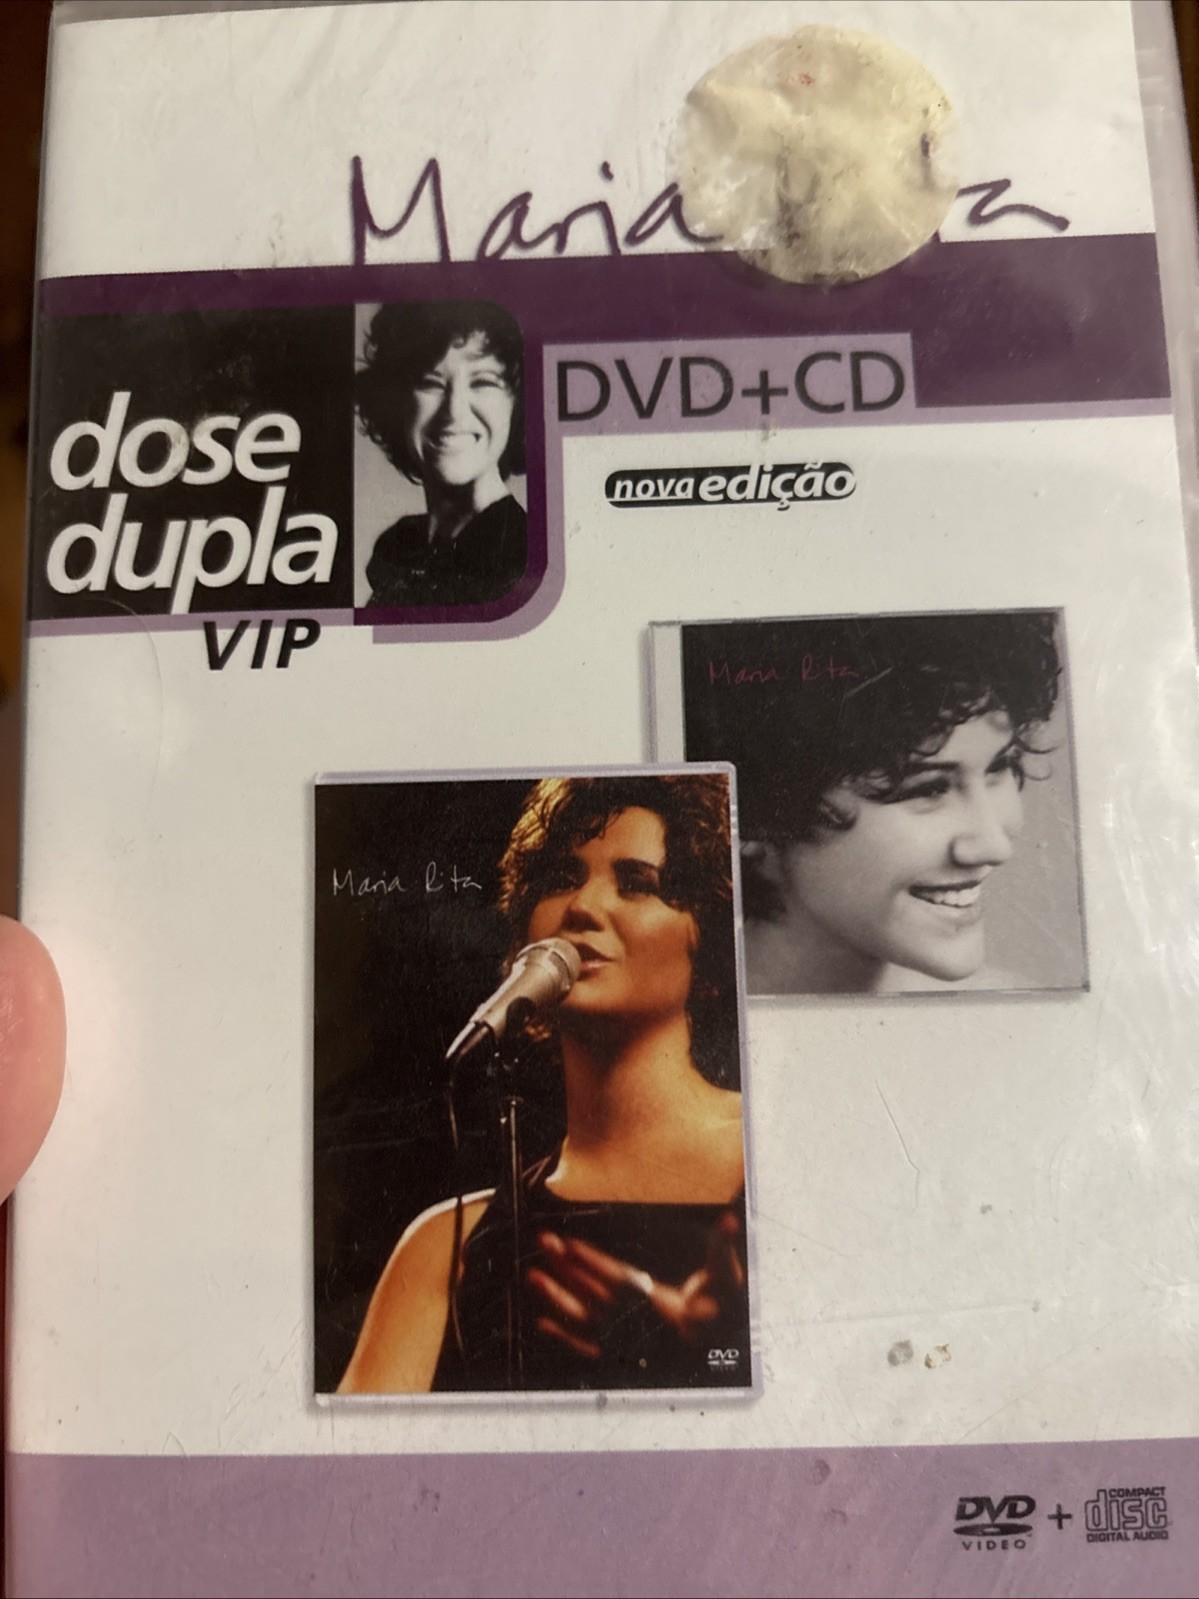 Maria
DVD+CD
dose
dupla
VIP
nova edição
Maria Rita
Maria Rita
DVD
VIDEO
DVD
VIDEO
+
COMPACT
disc
DIGITAL AUDIO